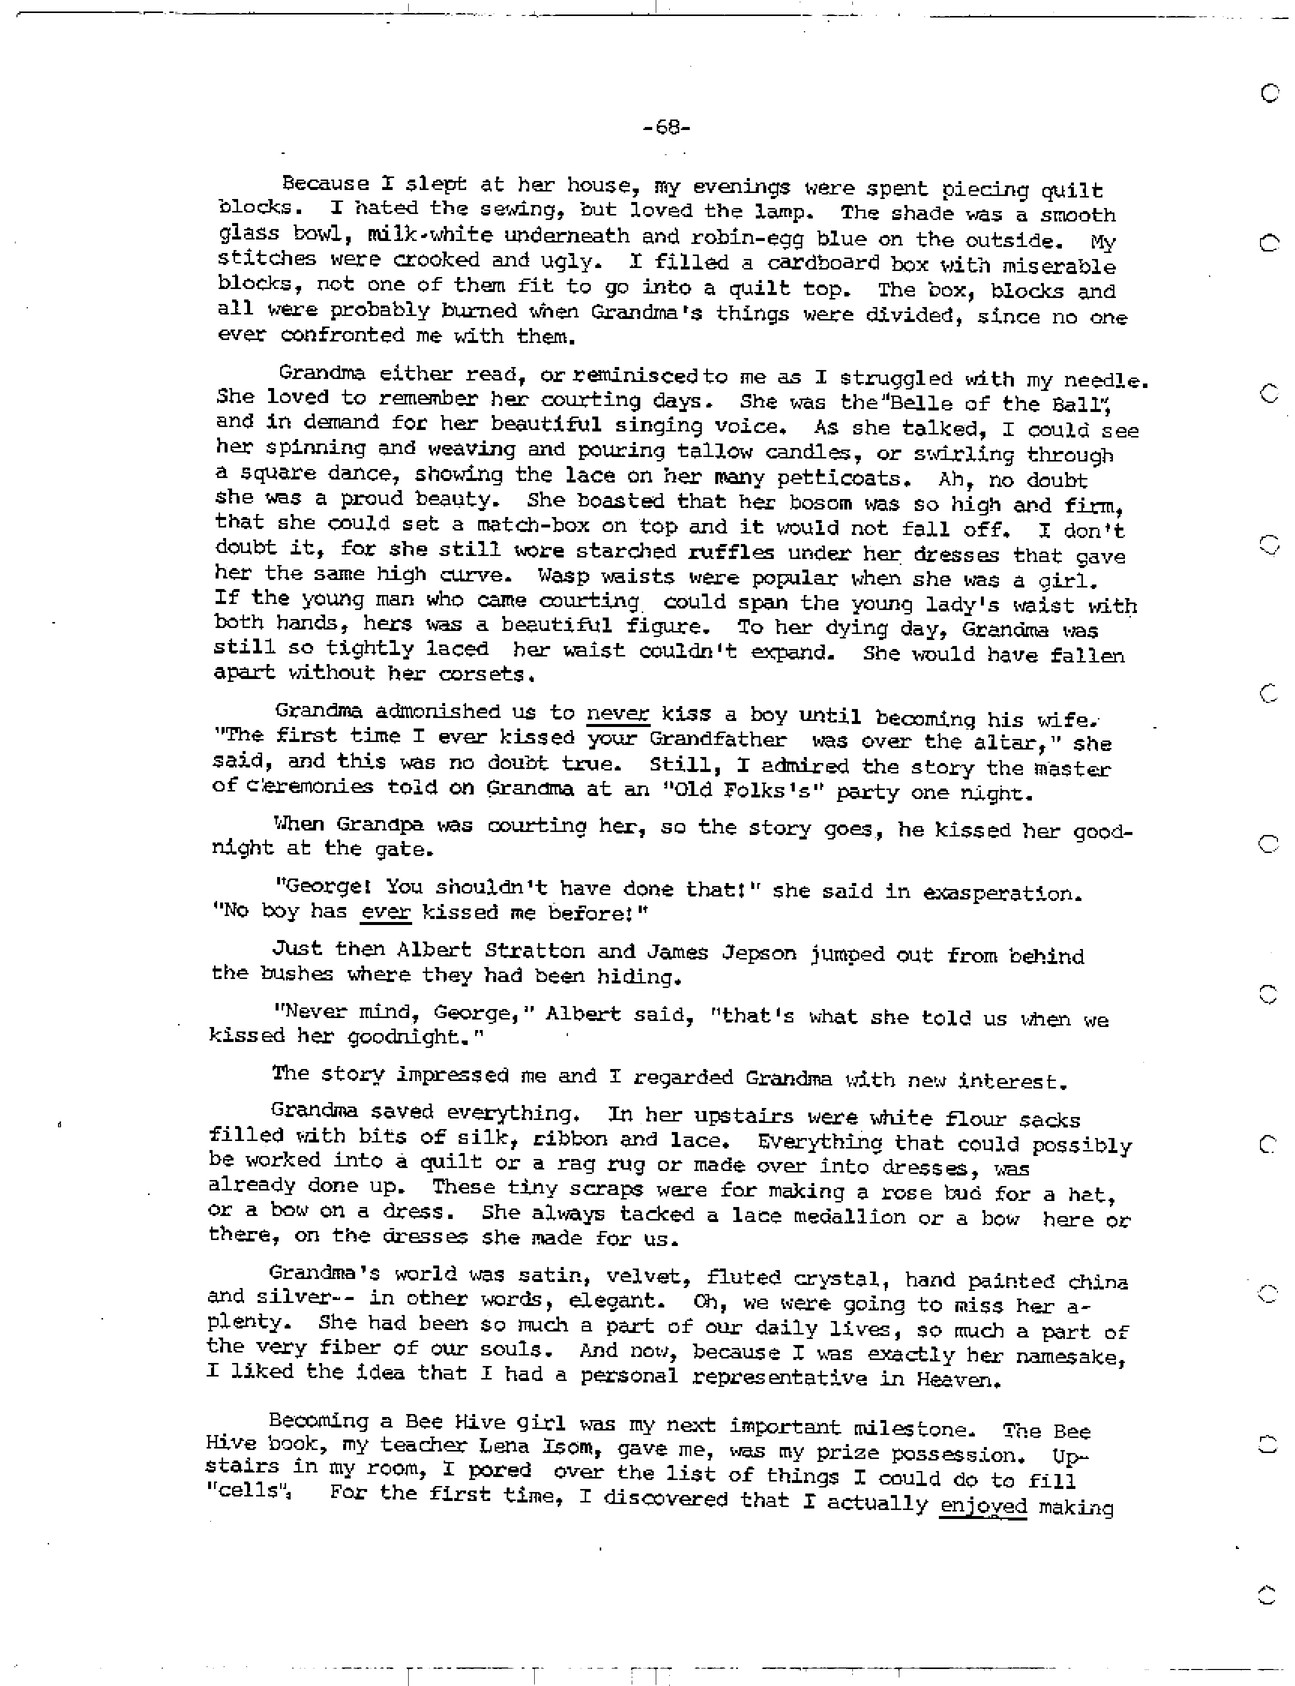 -68-
Because I slept at her house, my evenings were spent piecing quilt
blocks. I hated the sewing, but loved the lamp. The shade was a smooth
glass bowl, milk-white underneath and robin-egg blue on the outside. My
stitches were crooked and ugly. I filled a cardboard box with miserable
blocks, not one of them fit to go into a quilt top. The box, blocks and
all were probably burned when Grandma's things were divided, since no one
ever confronted me with them.
Grandma either read, or reminisced to me as I struggled with my needle.
She loved to remember her courting days. She was the "Belle of the Ball",
and in demand for her beautiful singing voice. As she talked, I could see
her spinning and weaving and pouring tallow candles, or swirling through
a square dance, showing the lace on her many petticoats. Ah, no doubt
she was a proud beauty. She boasted that her bosom was so high and firm,
that she could set a match-box on top and it would not fall off. I don't
doubt it, for she still wore starched ruffles under her dresses that gave
her the same high curve. Wasp waists were popular when she was a girl.
If the young man who came courting could span the young lady's waist with
both hands, hers was a beautiful figure. To her dying day, Grandma was
still so tightly laced her waist couldn't expand. She would have fallen
apart without her corsets.
Grandma admonished us to never kiss a boy until becoming his wife.
"The first time I ever kissed your Grandfather was over the altar," she
said, and this was no doubt true. Still, I admired the story the master
of ceremonies told on Grandma at an "Old Folks's" party one night.
When Grandpa was courting her, so the story goes, he kissed her good-
night at the gate.
"George! You shouldn't have done that!" she said in exasperation.
"No boy has ever kissed me before!"
Just then Albert Stratton and James Jepson jumped out from behind
the bushes where they had been hiding.
"Never mind, George," Albert said, "that's what she told us when we
kissed her goodnight."
The story impressed me and I regarded Grandma with new interest.
Grandma saved everything. In her upstairs were white flour sacks
filled with bits of silk, ribbon and lace. Everything that could possibly
be worked into a quilt or a rag rug or made over into dresses, was
already done up. These tiny scraps were for making a rose bud for a hat,
or a bow on a dress. She always tacked a lace medallion or a bow here or
there, on the dresses she made for us.
Grandma's world was satin, velvet, fluted crystal, hand painted china
and silver-- in other words, elegant. Oh, we were going to miss her a-
plenty. She had been so much a part of our daily lives, so much a part of
the very fiber of our souls. And now, because I was exactly her namesake,
I liked the idea that I had a personal representative in Heaven.
Becoming a Bee Hive girl was my next important milestone. The Bee
Hive book, my teacher Lena Isom, gave me, was my prize possession. Up-
stairs in my room, I pored over the list of things I could do to fill
"cells". For the first time, I discovered that I actually enjoyed making